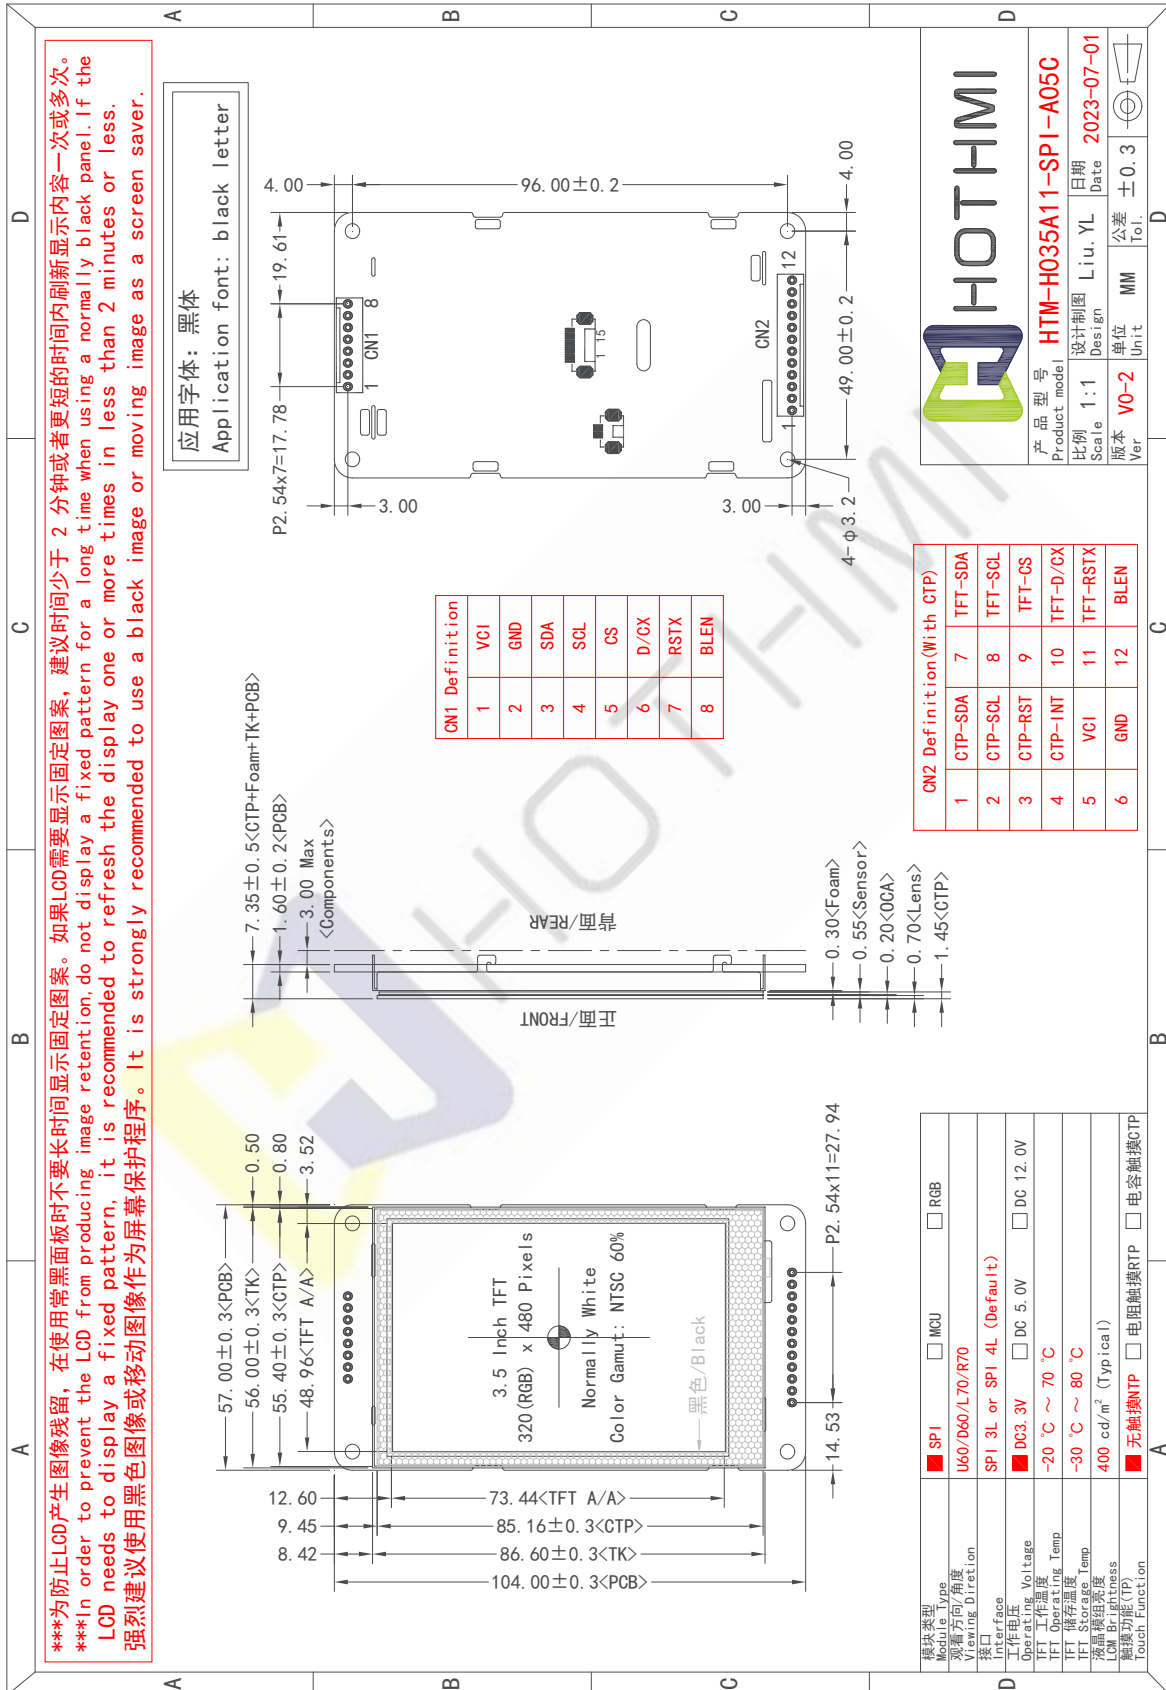 ***为防止LCD产生图像残留，在使用常黑面板时不要长时间显示固定图案。如果LCD需要显示固定图案，建议时间少于 2 分钟或者更短的时间内刷新显示内容一次或多次。
***In order to prevent the LCD from producing image retention,do not display a fixed pattern for a long time when using a normally black panel.If the
LCD needs to display a fixed pattern, it is recommended to refresh the display one or more times in less than 2 minutes or less.
强烈建议使用黑色图像或移动图像作为屏幕保护程序。It is strongly recommended to use a black image or moving image as a screen saver.
应用字体：黑体
Application font: black letter
A
B
C
D
A
B
C
D
A
B
C
D
A
B
C
D
57.00±0.3<PCB>
56.00±0.3<TK>
0.50
55.40±0.3<CTP>
0.80
48.96<TFT A/A>
3.52
12.60
9.45
8.42
73.44<TFT A/A>
85.16±0.3<CTP>
86.60±0.3<TK>
104.00±0.3<PCB>
3.5 Inch TFT
320(RGB) x 480 Pixels
Normally White
Color Gamut: NTSC 60%
黑色/Black
14.53
P2.54x11=27.94
7.35±0.5<CTP+Foam+TK+PCB>
1.60±0.2<PCB>
3.00 Max
<Components>
背面/REAR
正面/FRONT
0.30<Foam>
0.55<Sensor>
0.20<OCA>
0.70<Lens>
1.45<CTP>
P2.54x7=17.78
19.61
4.00
3.00
96.00±0.2
1
8
CN1
1 15
CN2
1
12
3.00
49.00±0.2
4.00
4-φ3.2
CN1 Definition
1 VCI
2 GND
3 SDA
4 SCL
5 CS
6 D/CX
7 RSTX
8 BLEN
CN2 Definition(With CTP)
1 CTP-SDA 7 TFT-SDA
2 CTP-SCL 8 TFT-SCL
3 CTP-RST 9 TFT-CS
4 CTP-INT 10 TFT-D/CX
5 VCI 11 TFT-RSTX
6 GND 12 BLEN
模块类型
Module Type
SPI MCU RGB
观看方向/角度
Viewing Diretion
U60/D60/L70/R70
接口
Interface
SPI 3L or SPI 4L (Default)
工作电压
Operating Voltage
DC3.3V DC 5.0V DC 12.0V
TFT 工作温度
TFT Operating Temp
-20 ℃ ～ 70 ℃
TFT 储存温度
TFT Storage Temp
-30 ℃ ～ 80 ℃
液晶模组亮度
LCM Brightness
400 cd/m² (Typical)
触摸功能(TP)
Touch Function
无触摸NTP 电阻触摸RTP 电容触摸CTP
HOTHMI
产品型号
Product model
HTM-H035A11-SPI-A05C
比例
Scale
1:1
设计制图
Design
Liu.YL
日期
Date
2023-07-01
版本
Ver
V0-2
单位
Unit
MM
公差
Tol.
±0.3
HOTHMI